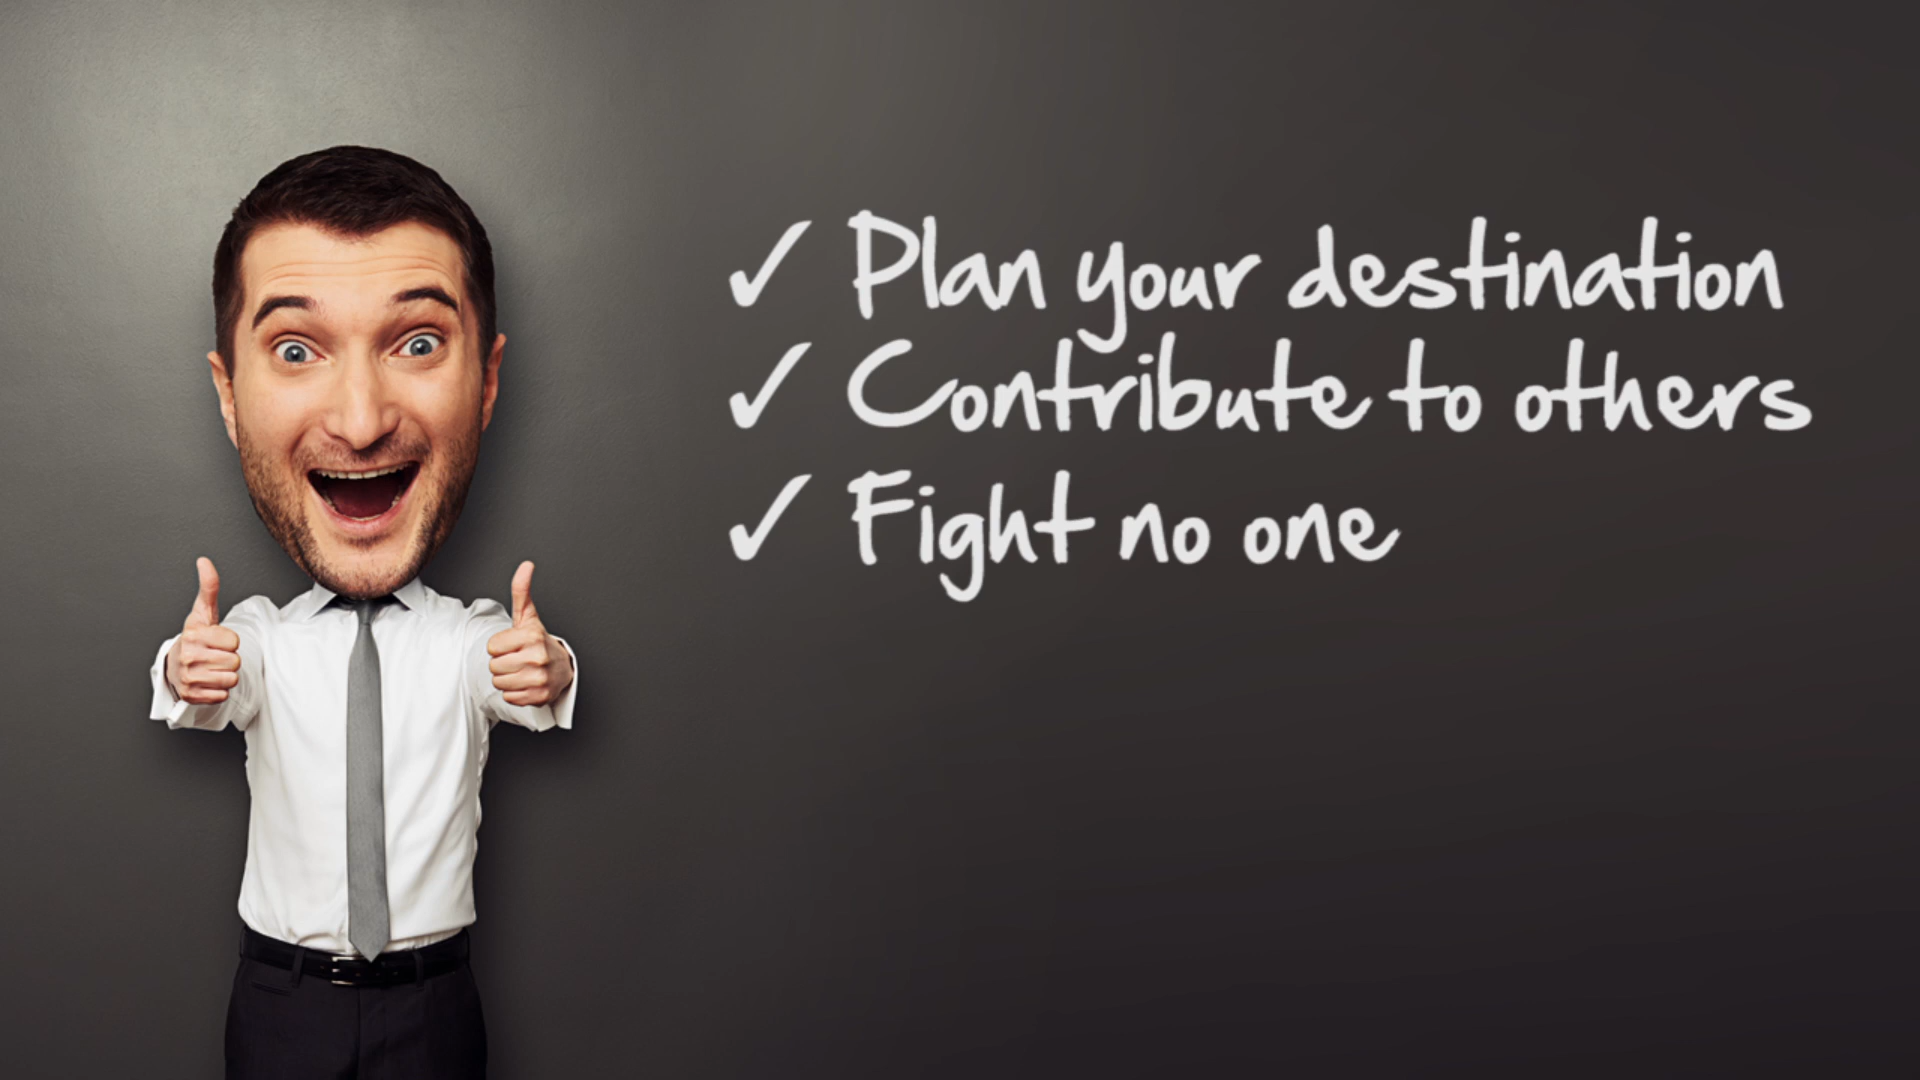 ✓ Plan your destination
✓ Contribute to others
✓ Fight no one